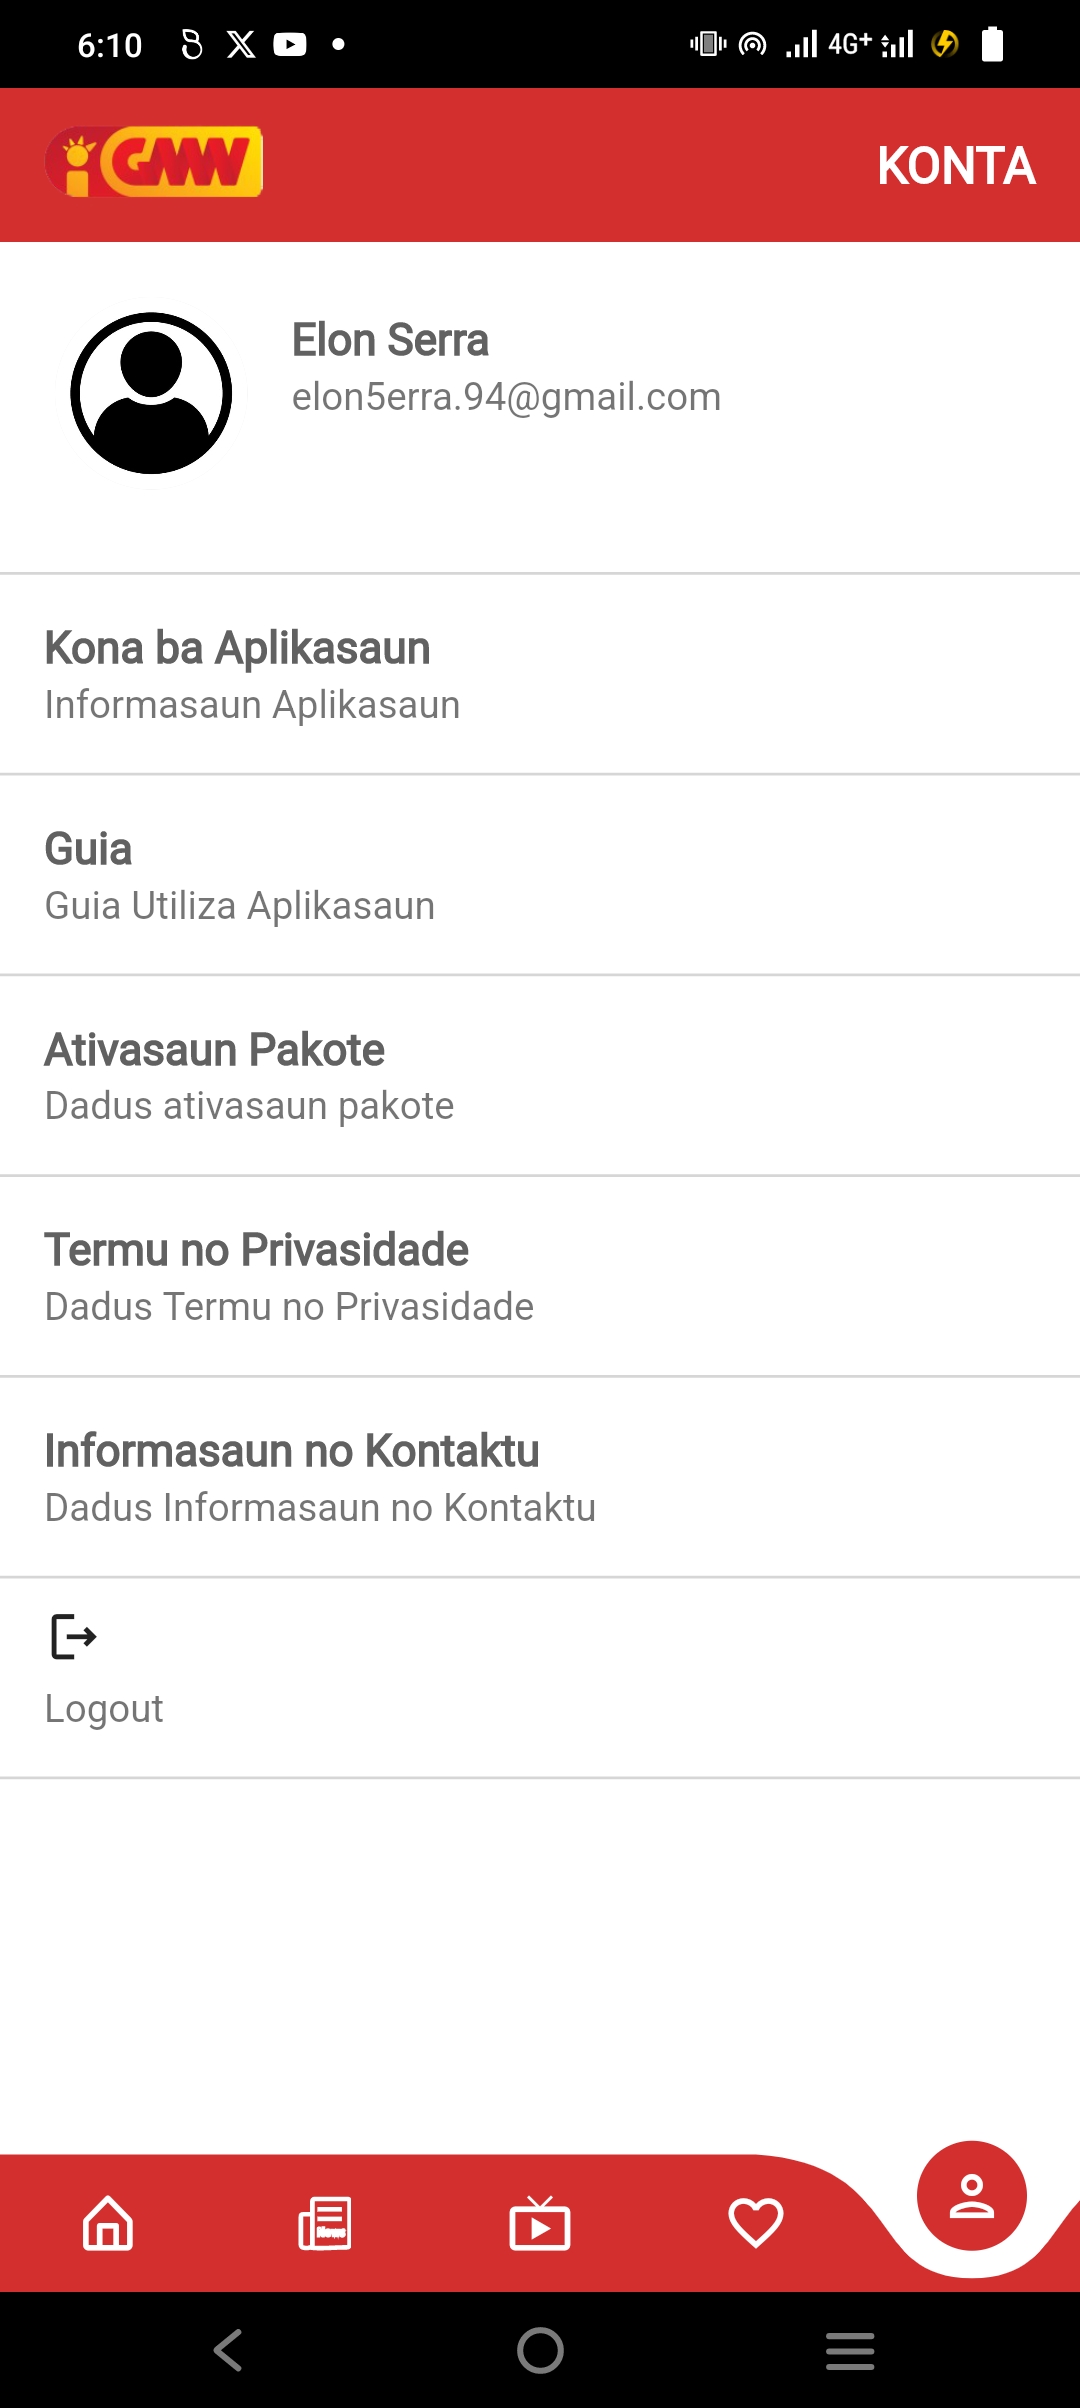 6:10
4G+
iGMW
KONTA
Elon Serra
elon5erra.94@gmail.com
Kona ba Aplikasaun
Informasaun Aplikasaun
Guia
Guia Utiliza Aplikasaun
Ativasaun Pakote
Dadus ativasaun pakote
Termu no Privasidade
Dadus Termu no Privasidade
Informasaun no Kontaktu
Dadus Informasaun no Kontaktu
Logout
News